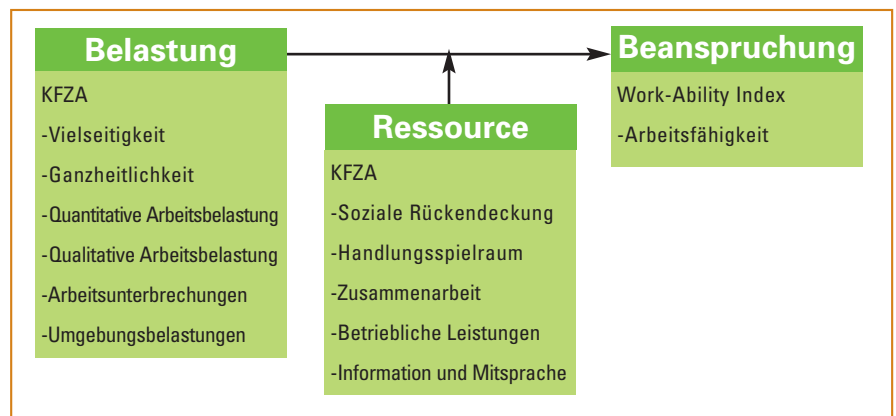 Belastung
KFZA
-Vielseitigkeit
-Ganzheitlichkeit
-Quantitative Arbeitsbelastung
-Qualitative Arbeitsbelastung
-Arbeitsunterbrechungen
-Umgebungsbelastungen
Ressource
KFZA
-Soziale Rückendeckung
-Handlungsspielraum
-Zusammenarbeit
-Betriebliche Leistungen
-Information und Mitsprache
Beanspruchung
Work-Ability Index
-Arbeitsfähigkeit